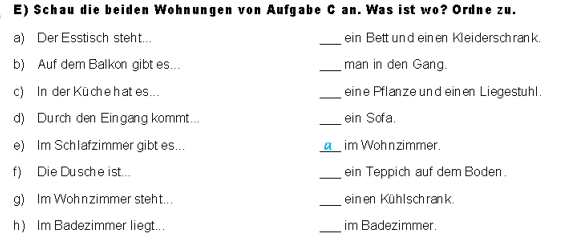 E) Schau die beiden Wohnungen von Aufgabe C an. Was ist wo? Ordne zu.
a) Der Esstisch steht... ___ ein Bett und einen Kleiderschrank.
b) Auf dem Balkon gibt es... ___ man in den Gang.
c) In der Küche hat es... ___ eine Pflanze und einen Liegestuhl.
d) Durch den Eingang kommt... ___ ein Sofa.
e) Im Schlafzimmer gibt es... a im Wohnzimmer.
f) Die Dusche ist... ___ ein Teppich auf dem Boden.
g) Im Wohnzimmer steht... ___ einen Kühlschrank.
h) Im Badezimmer liegt... ___ im Badezimmer.